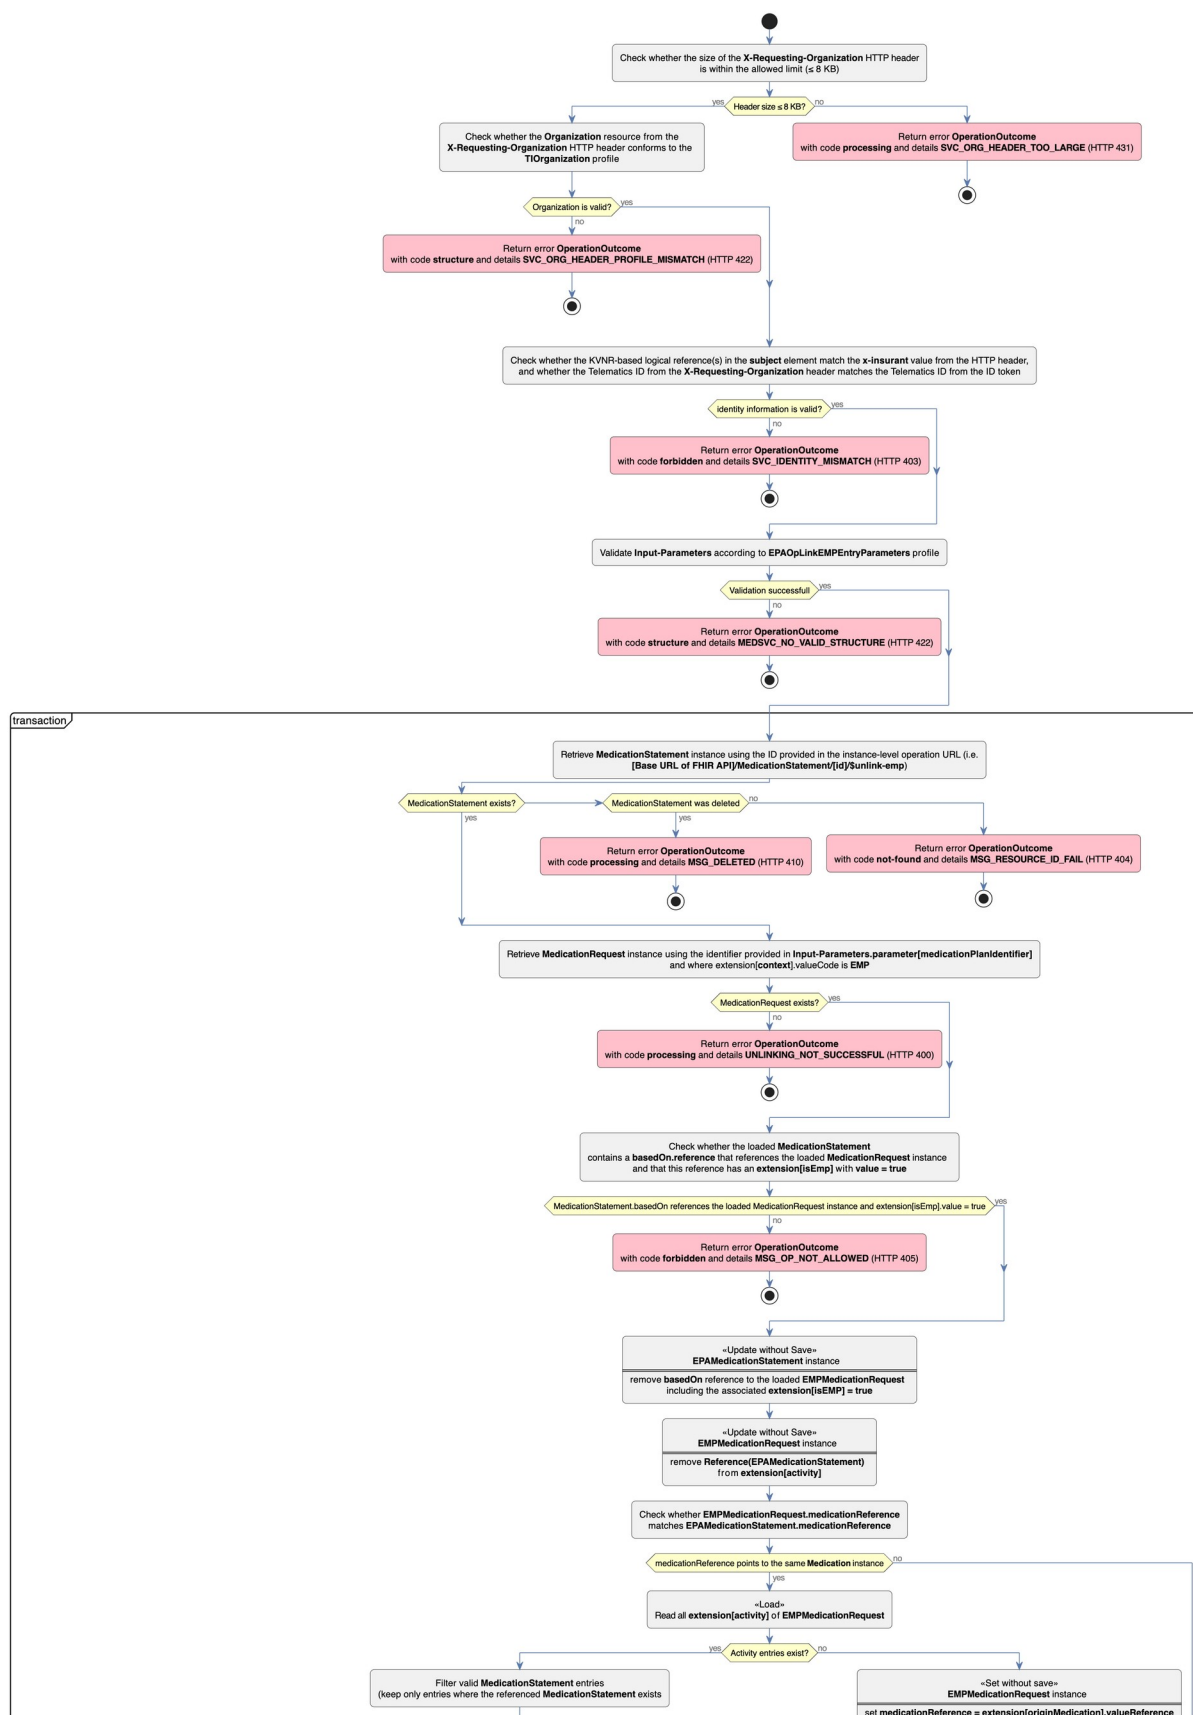 Check whether the size of the X-Requesting-Organization HTTP header
is within the allowed limit (≤ 8 KB)
yes
Header size ≤ 8 KB?
no
Check whether the Organization resource from the
X-Requesting-Organization HTTP header conforms to the
TIOrganization profile
Return error OperationOutcome
with code processing and details SVC_ORG_HEADER_TOO_LARGE (HTTP 431)
Organization is valid?
yes
no
Return error OperationOutcome
with code structure and details SVC_ORG_HEADER_PROFILE_MISMATCH (HTTP 422)
Check whether the KVNR-based logical reference(s) in the subject element match the x-insurant value from the HTTP header,
and whether the Telematics ID from the X-Requesting-Organization header matches the Telematics ID from the ID token
identity information is valid?
yes
no
Return error OperationOutcome
with code forbidden and details SVC_IDENTITY_MISMATCH (HTTP 403)
Validate Input-Parameters according to EPAOpLinkEMPEntryParameters profile
Validation successfull
yes
no
Return error OperationOutcome
with code structure and details MEDSVC_NO_VALID_STRUCTURE (HTTP 422)
transaction
Retrieve MedicationStatement instance using the ID provided in the instance-level operation URL (i.e.
[Base URL of FHIR API]/MedicationStatement/[id]/$unlink-emp)
MedicationStatement exists?
MedicationStatement was deleted
no
yes
yes
Return error OperationOutcome
with code processing and details MSG_DELETED (HTTP 410)
Return error OperationOutcome
with code not-found and details MSG_RESOURCE_ID_FAIL (HTTP 404)
Retrieve MedicationRequest instance using the identifier provided in Input-Parameters.parameter[medicationPlanIdentifier]
and where extension[context].valueCode is EMP
MedicationRequest exists?
yes
no
Return error OperationOutcome
with code processing and details UNLINKING_NOT_SUCCESSFUL (HTTP 400)
Check whether the loaded MedicationStatement
contains a basedOn.reference that references the loaded MedicationRequest instance
and that this reference has an extension[isEmp] with value = true
MedicationStatement.basedOn references the loaded MedicationRequest instance and extension[isEmp].value = true
yes
no
Return error OperationOutcome
with code forbidden and details MSG_OP_NOT_ALLOWED (HTTP 405)
«Update without Save»
EPAMedicationStatement instance
remove basedOn reference to the loaded EMPMedicationRequest
including the associated extension[isEMP] = true
«Update without Save»
EMPMedicationRequest instance
remove Reference(EPAMedicationStatement)
from extension[activity]
Check whether EMPMedicationRequest.medicationReference
matches EPAMedicationStatement.medicationReference
medicationReference points to the same Medication instance
no
yes
«Load»
Read all extension[activity] of EMPMedicationRequest
yes
Activity entries exist?
no
Filter valid MedicationStatement entries
(keep only entries where the referenced MedicationStatement exists
«Set without save»
EMPMedicationRequest instance
set medicationReference = extension[originMedication].valueReference